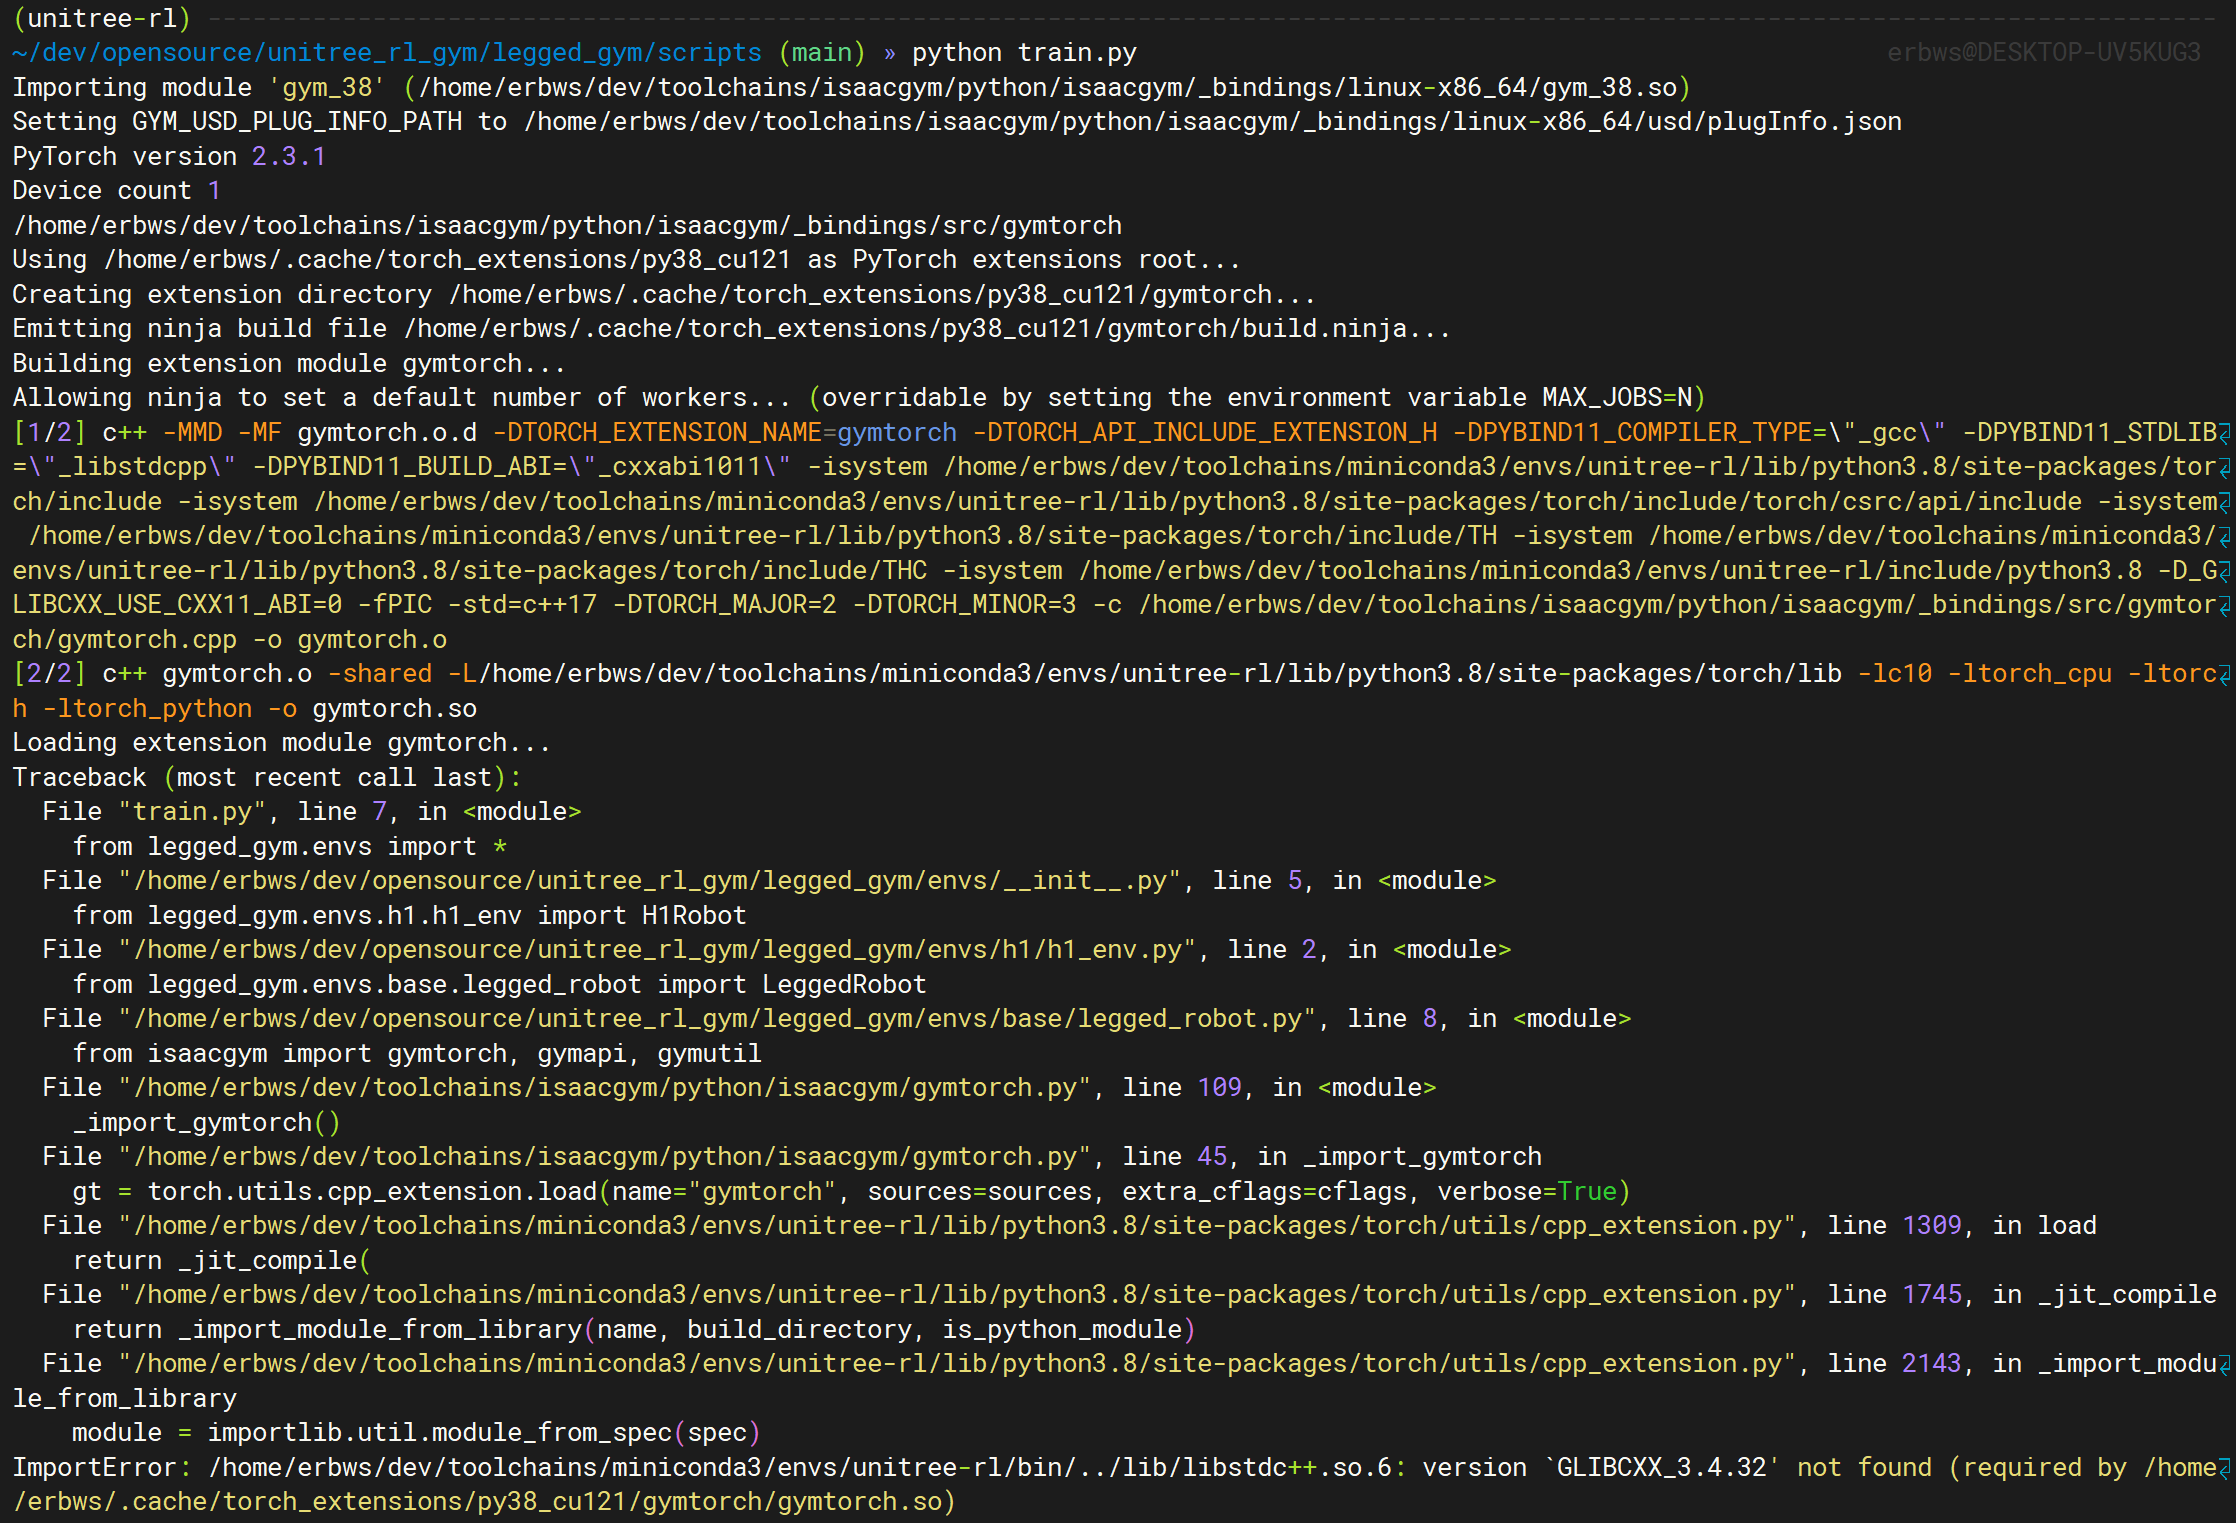 (unitree-rl) --------------------------------------------------------------------------------------------------------------------------------------
~/dev/opensource/unitree_rl_gym/legged_gym/scripts (main) » python train.py erbws@DESKTOP-UV5KUG3
Importing module 'gym_38' (/home/erbws/dev/toolchains/isaacgym/python/isaacgym/_bindings/linux-x86_64/gym_38.so)
Setting GYM_USD_PLUG_INFO_PATH to /home/erbws/dev/toolchains/isaacgym/python/isaacgym/_bindings/linux-x86_64/usd/plugInfo.json
PyTorch version 2.3.1
Device count 1
/home/erbws/dev/toolchains/isaacgym/python/isaacgym/_bindings/src/gymtorch
Using /home/erbws/.cache/torch_extensions/py38_cu121 as PyTorch extensions root...
Creating extension directory /home/erbws/.cache/torch_extensions/py38_cu121/gymtorch...
Emitting ninja build file /home/erbws/.cache/torch_extensions/py38_cu121/gymtorch/build.ninja...
Building extension module gymtorch...
Allowing ninja to set a default number of workers... (overridable by setting the environment variable MAX_JOBS=N)
[1/2] c++ -MMD -MF gymtorch.o.d -DTORCH_EXTENSION_NAME=gymtorch -DTORCH_API_INCLUDE_EXTENSION_H -DPYBIND11_COMPILER_TYPE=\"_gcc\" -DPYBIND11_STDLIB
=\"_libstdcpp\" -DPYBIND11_BUILD_ABI=\"_cxxabi1011\" -isystem /home/erbws/dev/toolchains/miniconda3/envs/unitree-rl/lib/python3.8/site-packages/tor
ch/include -isystem /home/erbws/dev/toolchains/miniconda3/envs/unitree-rl/lib/python3.8/site-packages/torch/include/torch/csrc/api/include -isystem
 /home/erbws/dev/toolchains/miniconda3/envs/unitree-rl/lib/python3.8/site-packages/torch/include/TH -isystem /home/erbws/dev/toolchains/miniconda3/
envs/unitree-rl/lib/python3.8/site-packages/torch/include/THC -isystem /home/erbws/dev/toolchains/miniconda3/envs/unitree-rl/include/python3.8 -D_G
LIBCXX_USE_CXX11_ABI=0 -fPIC -std=c++17 -DTORCH_MAJOR=2 -DTORCH_MINOR=3 -c /home/erbws/dev/toolchains/isaacgym/python/isaacgym/_bindings/src/gymtor
ch/gymtorch.cpp -o gymtorch.o
[2/2] c++ gymtorch.o -shared -L/home/erbws/dev/toolchains/miniconda3/envs/unitree-rl/lib/python3.8/site-packages/torch/lib -lc10 -ltorch_cpu -ltorc
h -ltorch_python -o gymtorch.so
Loading extension module gymtorch...
Traceback (most recent call last):
  File "train.py", line 7, in <module>
    from legged_gym.envs import *
  File "/home/erbws/dev/opensource/unitree_rl_gym/legged_gym/envs/__init__.py", line 5, in <module>
    from legged_gym.envs.h1.h1_env import H1Robot
  File "/home/erbws/dev/opensource/unitree_rl_gym/legged_gym/envs/h1/h1_env.py", line 2, in <module>
    from legged_gym.envs.base.legged_robot import LeggedRobot
  File "/home/erbws/dev/opensource/unitree_rl_gym/legged_gym/envs/base/legged_robot.py", line 8, in <module>
    from isaacgym import gymtorch, gymapi, gymutil
  File "/home/erbws/dev/toolchains/isaacgym/python/isaacgym/gymtorch.py", line 109, in <module>
    _import_gymtorch()
  File "/home/erbws/dev/toolchains/isaacgym/python/isaacgym/gymtorch.py", line 45, in _import_gymtorch
    gt = torch.utils.cpp_extension.load(name="gymtorch", sources=sources, extra_cflags=cflags, verbose=True)
  File "/home/erbws/dev/toolchains/miniconda3/envs/unitree-rl/lib/python3.8/site-packages/torch/utils/cpp_extension.py", line 1309, in load
    return _jit_compile(
  File "/home/erbws/dev/toolchains/miniconda3/envs/unitree-rl/lib/python3.8/site-packages/torch/utils/cpp_extension.py", line 1745, in _jit_compile
    return _import_module_from_library(name, build_directory, is_python_module)
  File "/home/erbws/dev/toolchains/miniconda3/envs/unitree-rl/lib/python3.8/site-packages/torch/utils/cpp_extension.py", line 2143, in _import_modu
le_from_library
    module = importlib.util.module_from_spec(spec)
ImportError: /home/erbws/dev/toolchains/miniconda3/envs/unitree-rl/bin/../lib/libstdc++.so.6: version `GLIBCXX_3.4.32' not found (required by /home
/erbws/.cache/torch_extensions/py38_cu121/gymtorch/gymtorch.so)